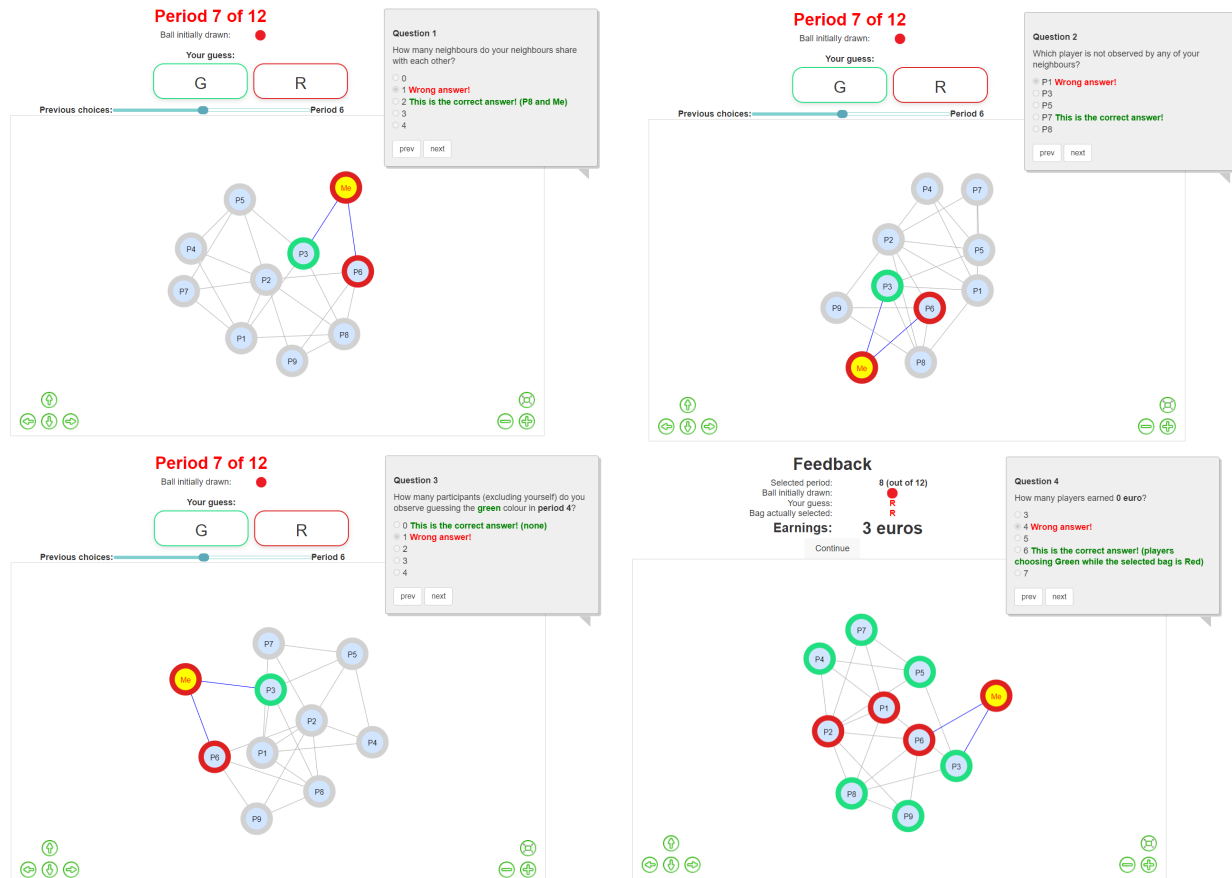 Period 7 of 12
Ball initially drawn:
Your guess:
G R
Previous choices: Period 6
Question 1
How many neighbours do your neighbours share
with each other?
0
1 Wrong answer!
2 This is the correct answer! (P8 and Me)
3
4
prev next
Me
P5
P4
P3
P6
P2
P7
P1
P8
P9
Period 7 of 12
Ball initially drawn:
Your guess:
G R
Previous choices: Period 6
Question 2
Which player is not observed by any of your
neighbours?
P1 Wrong answer!
P3
P5
P7 This is the correct answer!
P8
prev next
P4
P7
P2
P5
P3
P1
P9
P6
P8
Me
Period 7 of 12
Ball initially drawn:
Your guess:
G R
Previous choices: Period 6
Question 3
How many participants (excluding yourself) do you
observe guessing the green colour in period 4?
0 This is the correct answer! (none)
1 Wrong answer!
2
3
4
prev next
P7
P5
Me
P3
P2
P4
P6
P1
P8
P9
Feedback
Selected period: 8 (out of 12)
Ball initially drawn:
Your guess: R
Bag actually selected: R
Earnings: 3 euros
Continue
Question 4
How many players earned 0 euro?
3
4 Wrong answer!
5
6 This is the correct answer! (players
choosing Green while the selected bag is Red)
7
prev next
P7
P4
P5
Me
P1
P2
P6
P3
P8
P9